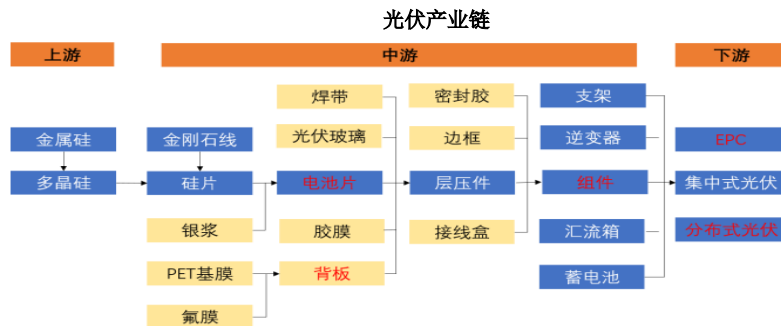 光伏产业链
上游 中游 下游
焊带 密封胶 支架
金属硅 金刚石线 光伏玻璃 边框 逆变器 EPC
多晶硅 硅片 电池片 层压件 组件 集中式光伏
银浆 胶膜 接线盒 汇流箱 分布式光伏
PET基膜 背板 蓄电池
氟膜